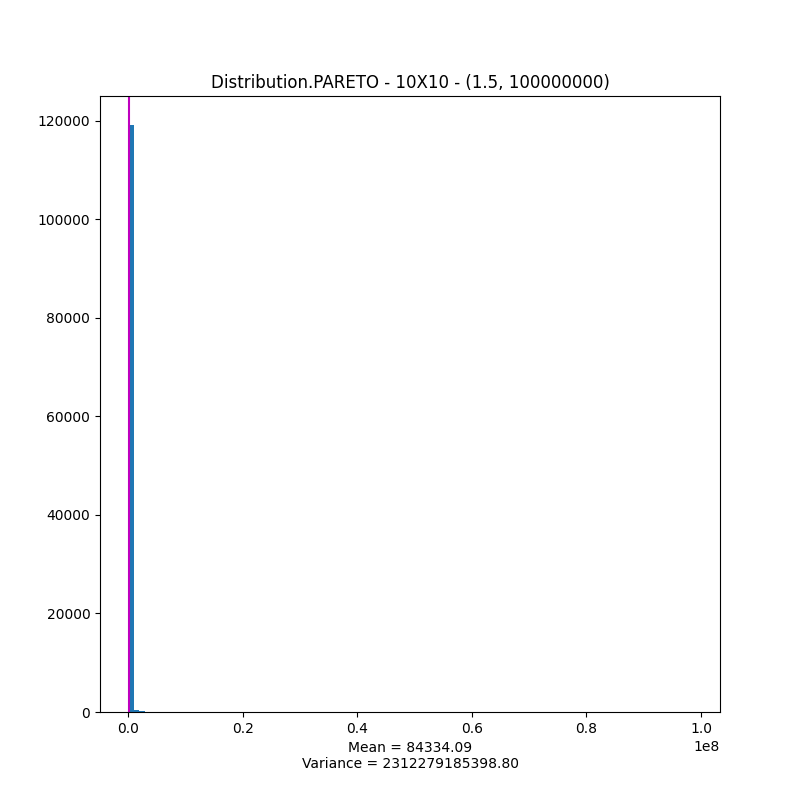 Distribution.PARETO - 10X10 - (1.5, 100000000)
120000
100000
80000
60000
40000
20000
0
0.0 0.2 0.4 0.6 0.8 1.0
1e8
Mean = 84334.09
Variance = 2312279185398.80